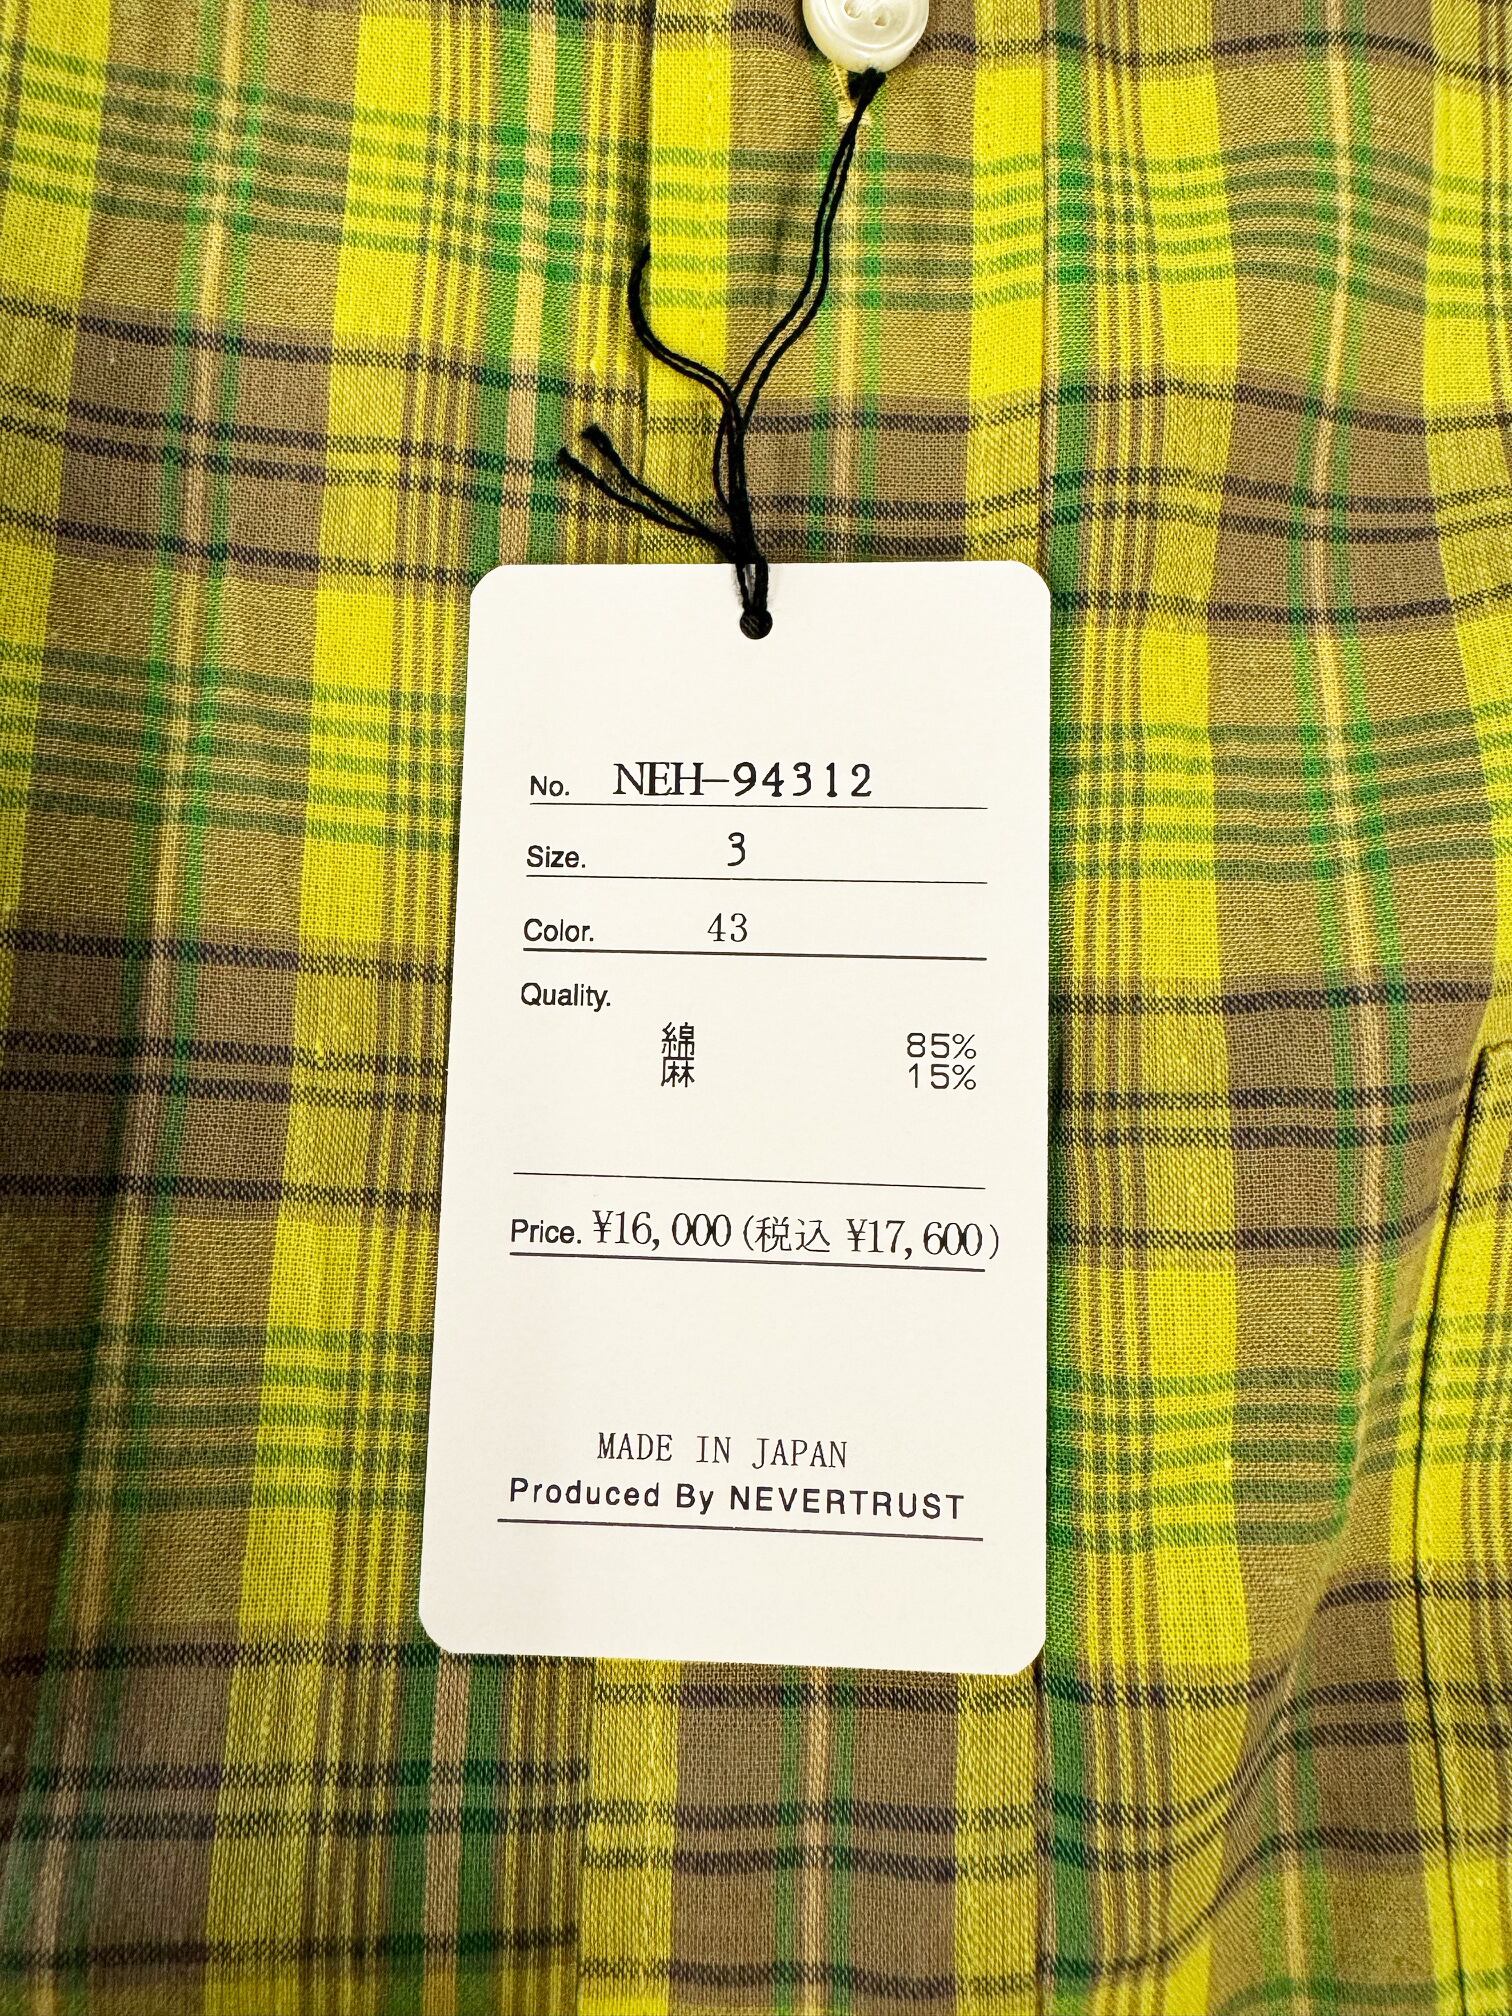 No. NEH-94312
Size. 3
Color. 43
Quality.
綿 85%
麻 15%
Price. ¥16,000(税込 ¥17,600)
MADE IN JAPAN
Produced By NEVERTRUST